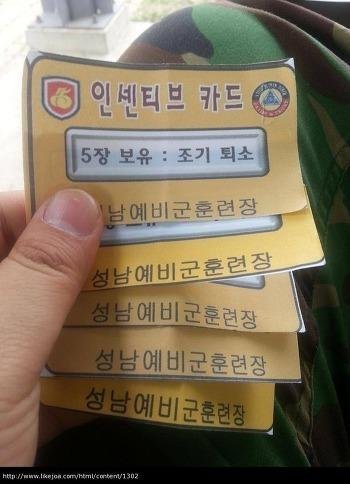 인센티브 카드
5장 보유 : 조기 퇴소
성남예비군훈련장
성남예비군훈련장
성남예비군훈련장
성남예비군훈련장
성남예비군훈련장
http://www.likejoa.com/html/content/1302